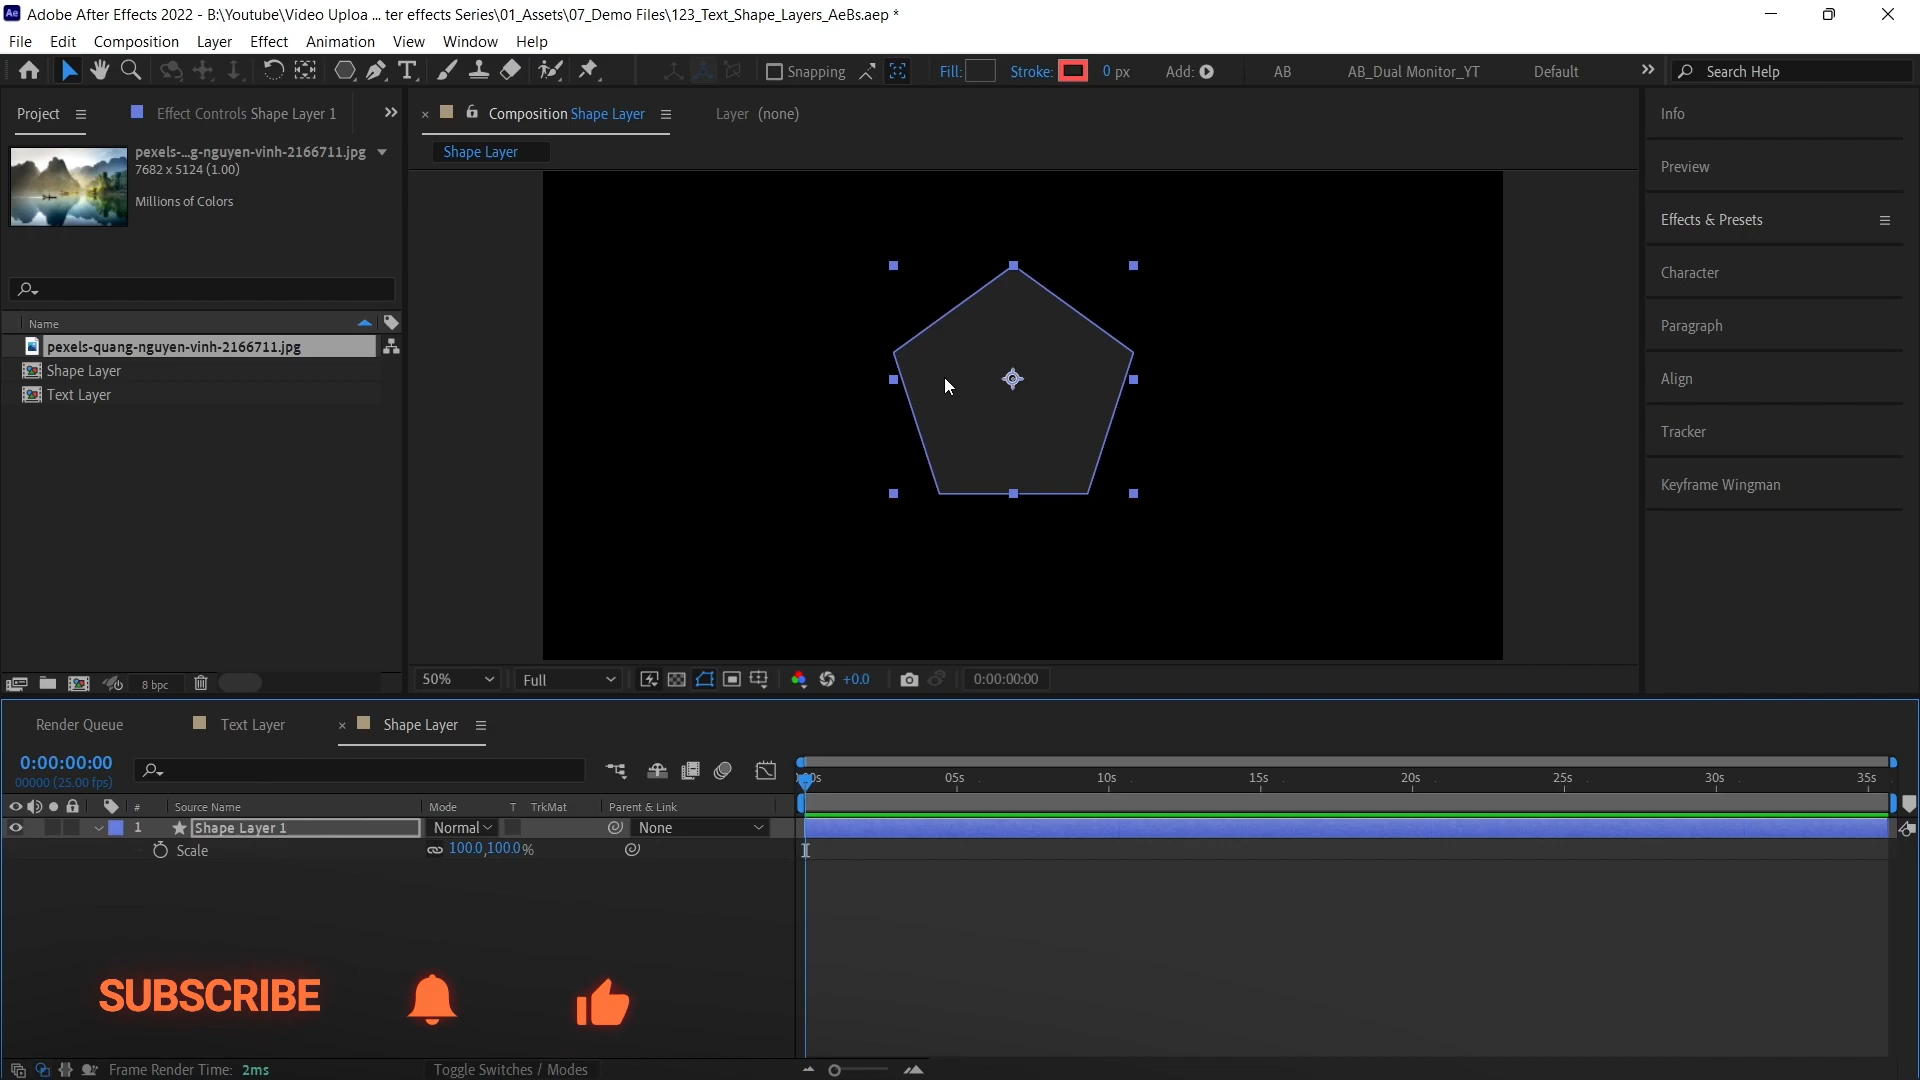 Adobe After Effects 2022 - B:\Youtube\Video Uploa ... ter effects Series\01_Assets\07_Demo Files\123_Text_Shape_Layers_AeBs.aep *
File Edit Composition Layer Effect Animation View Window Help
Snapping Fill: Stroke: 0 px Add: AB AB_Dual Monitor_YT Default Search Help
Project Effect Controls Shape Layer 1
Composition Shape Layer Layer (none)
Shape Layer
pexels-...g-nguyen-vinh-2166711.jpg
7682 x 5124 (1.00)
Millions of Colors
Name
pexels-quang-nguyen-vinh-2166711.jpg
Shape Layer
Text Layer
8 bpc
50% Full +0.0 0:00:00:00
Info
Preview
Effects & Presets
Character
Paragraph
Align
Tracker
Keyframe Wingman
Render Queue Text Layer Shape Layer
0:00:00:00
00000 (25.00 fps)
05s 10s 15s 20s 25s 30s 35s
# Source Name Mode T TrkMat Parent & Link
1 Shape Layer 1 Normal None
Scale 100.0,100.0%
SUBSCRIBE
Frame Render Time: 2ms Toggle Switches / Modes